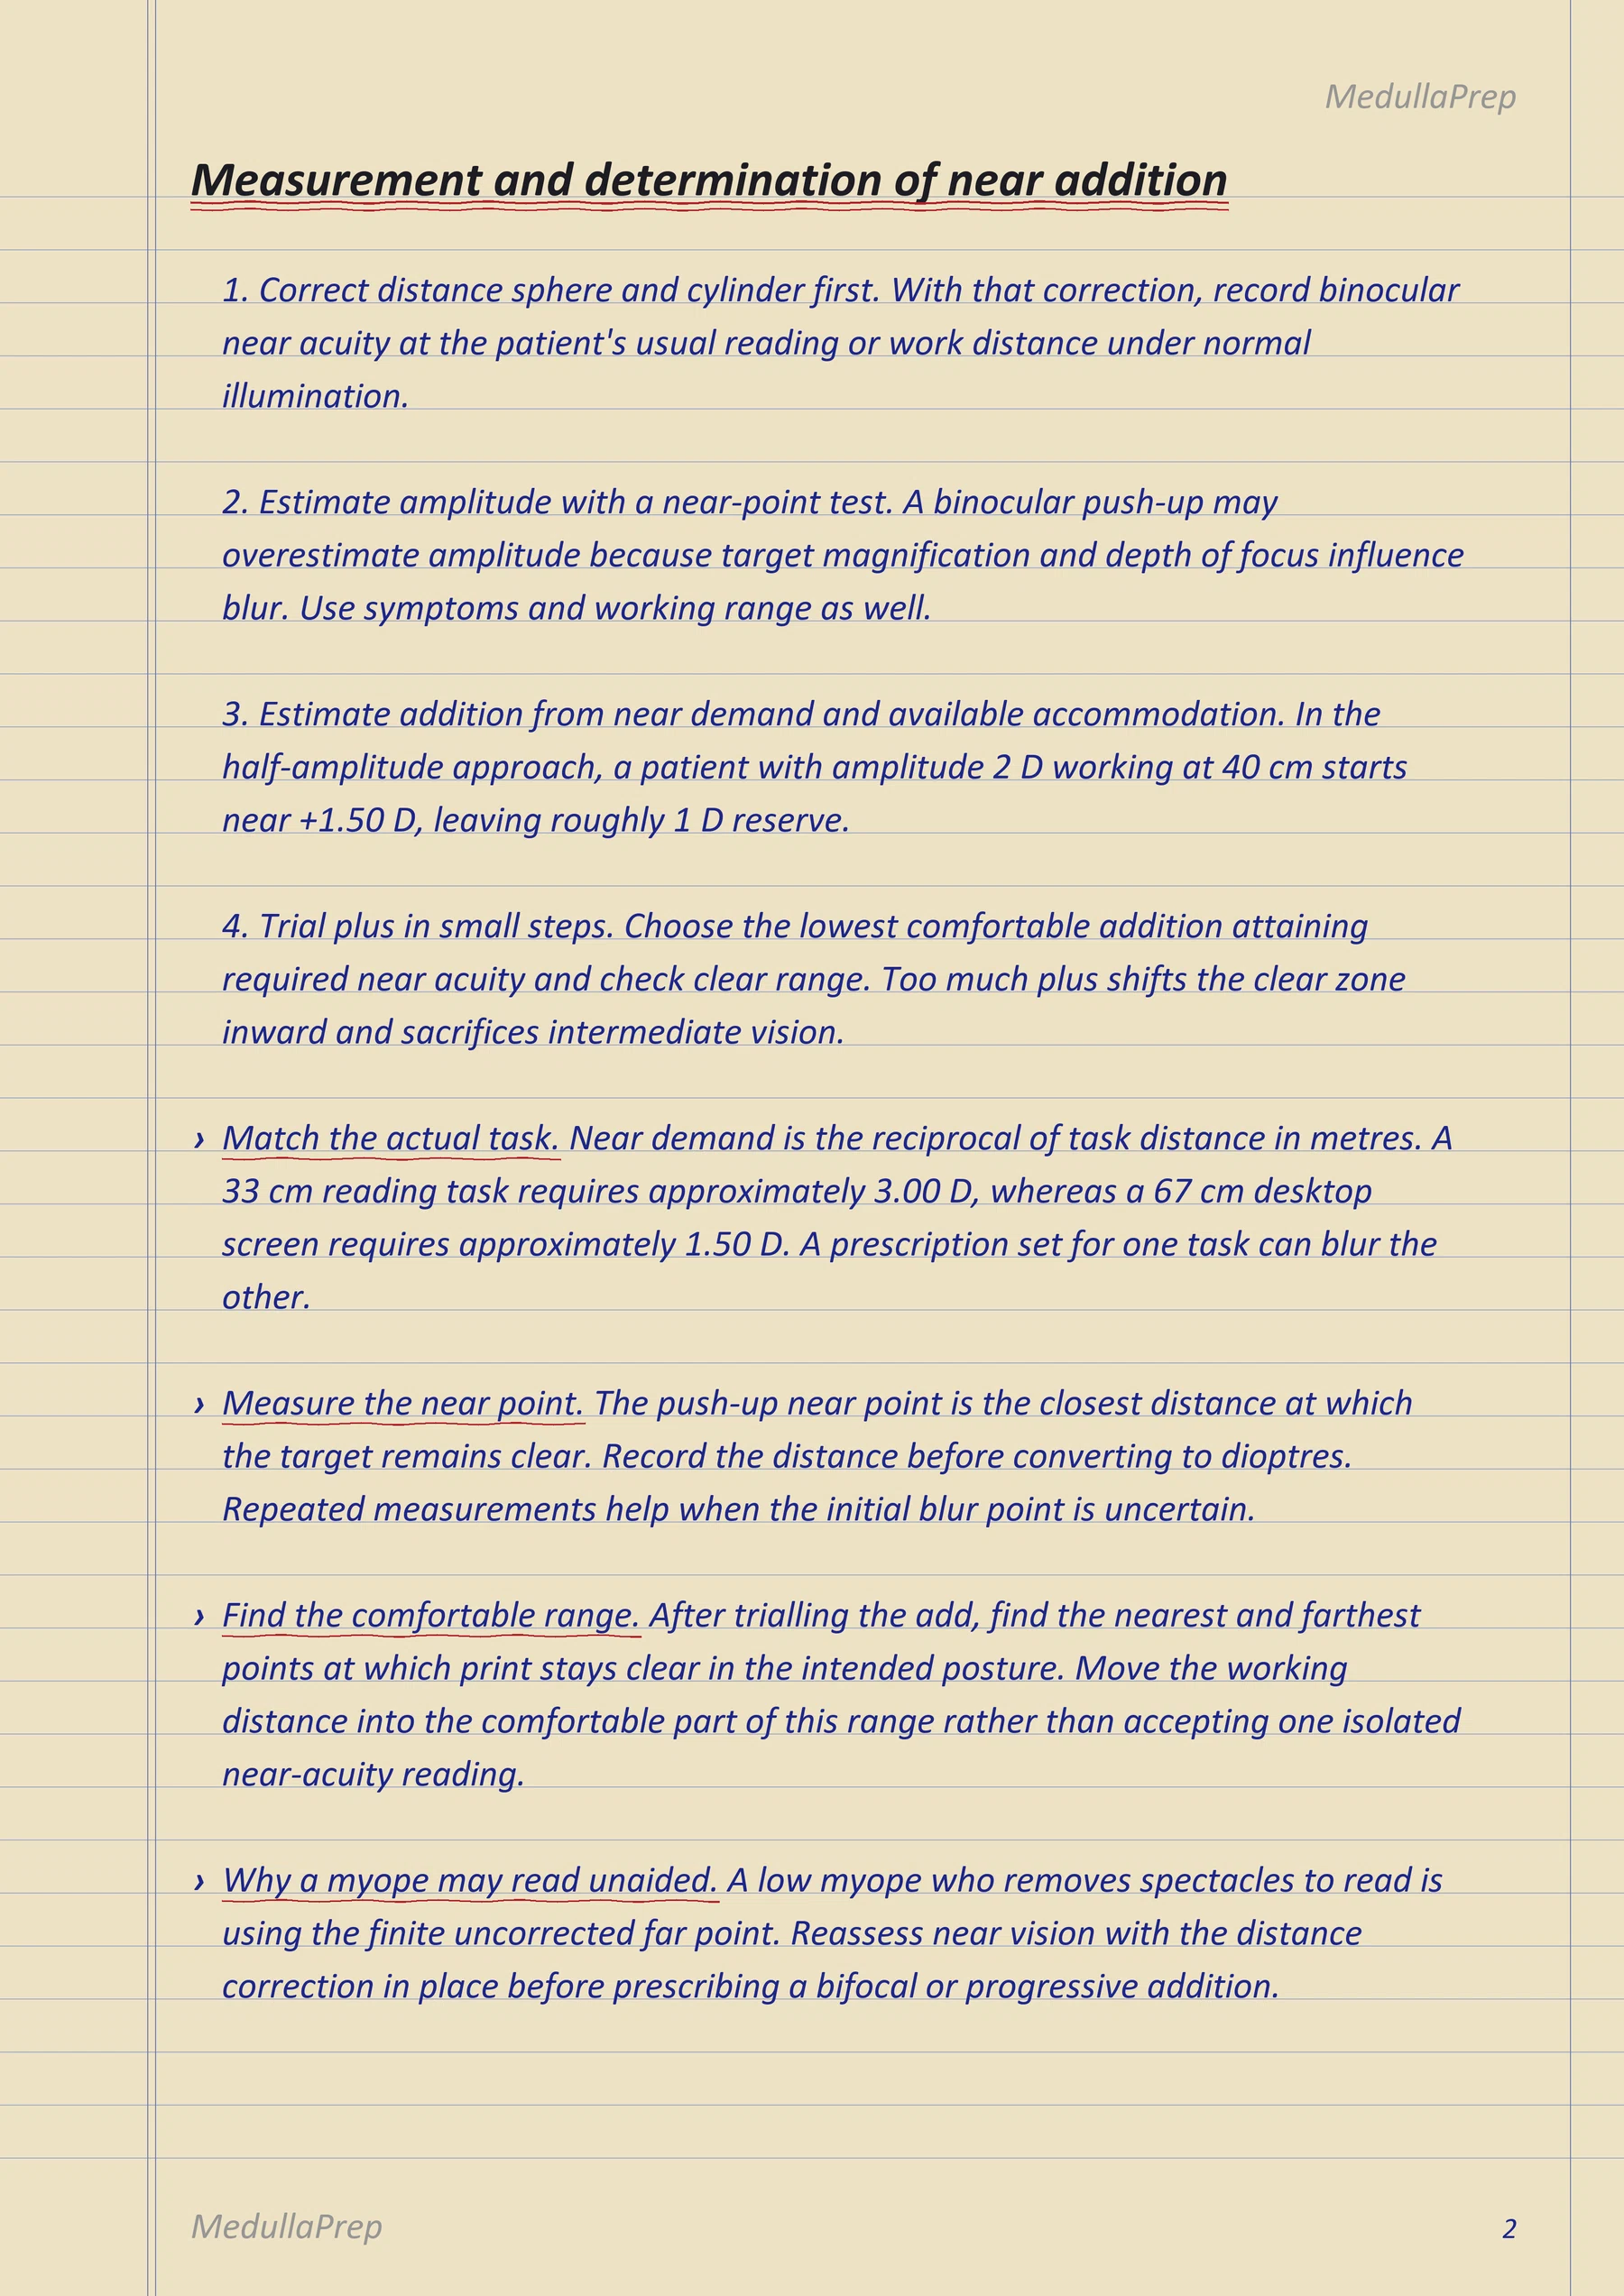 MedullaPrep
Measurement and determination of near addition
1. Correct distance sphere and cylinder first. With that correction, record binocular
near acuity at the patient's usual reading or work distance under normal
illumination.
2. Estimate amplitude with a near-point test. A binocular push-up may
overestimate amplitude because target magnification and depth of focus influence
blur. Use symptoms and working range as well.
3. Estimate addition from near demand and available accommodation. In the
half-amplitude approach, a patient with amplitude 2 D working at 40 cm starts
near +1.50 D, leaving roughly 1 D reserve.
4. Trial plus in small steps. Choose the lowest comfortable addition attaining
required near acuity and check clear range. Too much plus shifts the clear zone
inward and sacrifices intermediate vision.
› Match the actual task. Near demand is the reciprocal of task distance in metres. A
33 cm reading task requires approximately 3.00 D, whereas a 67 cm desktop
screen requires approximately 1.50 D. A prescription set for one task can blur the
other.
› Measure the near point. The push-up near point is the closest distance at which
the target remains clear. Record the distance before converting to dioptres.
Repeated measurements help when the initial blur point is uncertain.
› Find the comfortable range. After trialling the add, find the nearest and farthest
points at which print stays clear in the intended posture. Move the working
distance into the comfortable part of this range rather than accepting one isolated
near-acuity reading.
› Why a myope may read unaided. A low myope who removes spectacles to read is
using the finite uncorrected far point. Reassess near vision with the distance
correction in place before prescribing a bifocal or progressive addition.
MedullaPrep
2